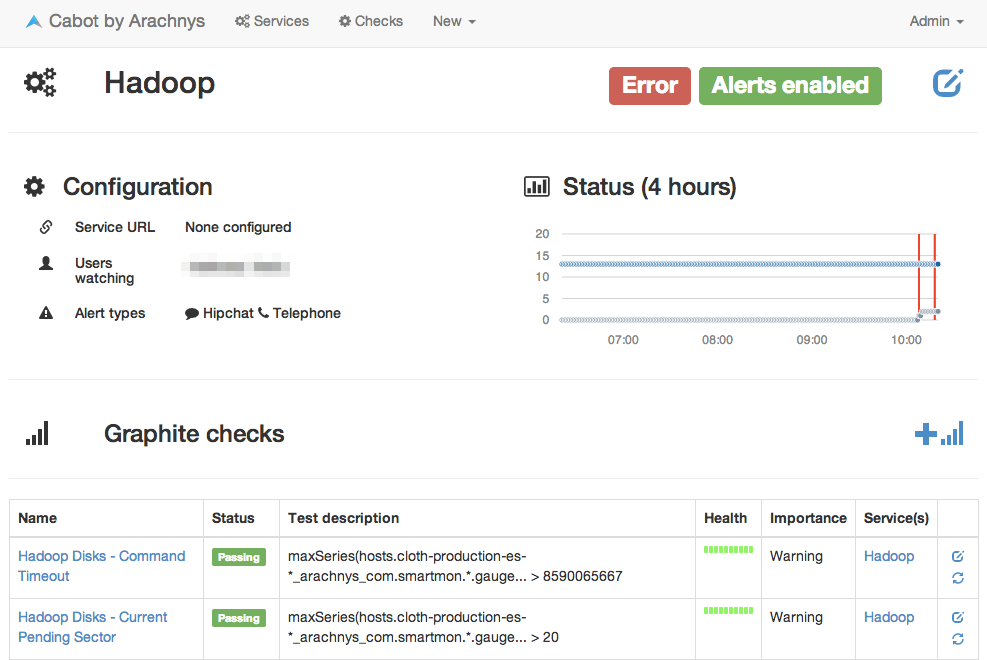 Cabot by Arachnys Services Checks New Admin
Hadoop Error Alerts enabled
Configuration
Service URL None configured
Users
watching
Alert types Hipchat Telephone
Status (4 hours)
20
15
10
5
0
07:00 08:00 09:00 10:00
Graphite checks
Name Status Test description Health Importance Service(s)
Hadoop Disks - Command
Timeout
Passing
maxSeries(hosts.cloth-production-es-
*_arachnys_com.smartmon.*.gauge... > 8590065667
Warning
Hadoop
Hadoop Disks - Current
Pending Sector
Passing
maxSeries(hosts.cloth-production-es-
*_arachnys_com.smartmon.*.gauge... > 20
Warning
Hadoop